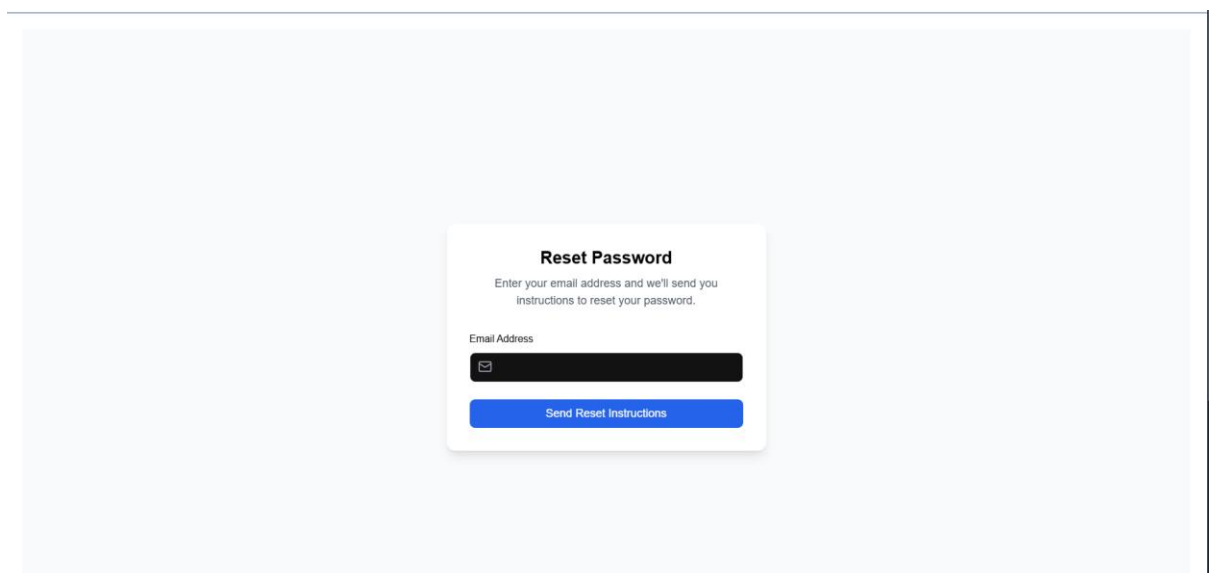 Reset Password
Enter your email address and we'll send you
instructions to reset your password.
Email Address
Send Reset Instructions